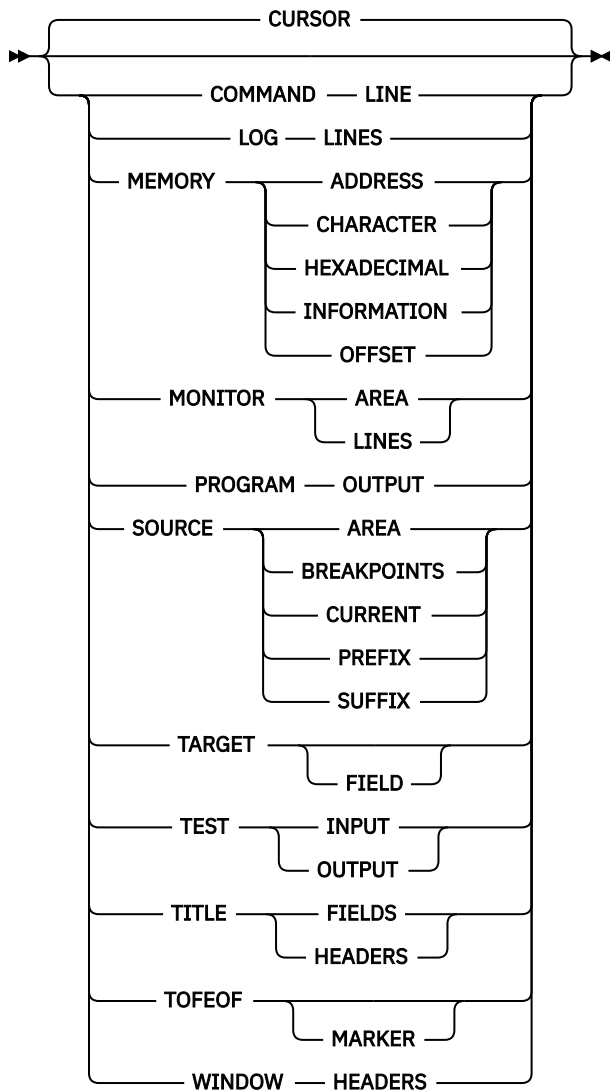 CURSOR
COMMAND LINE
LOG LINES
MEMORY ADDRESS
CHARACTER
HEXADECIMAL
INFORMATION
OFFSET
MONITOR AREA
LINES
PROGRAM OUTPUT
SOURCE AREA
BREAKPOINTS
CURRENT
PREFIX
SUFFIX
TARGET
FIELD
TEST INPUT
OUTPUT
TITLE FIELDS
HEADERS
TOFEOF
MARKER
WINDOW HEADERS